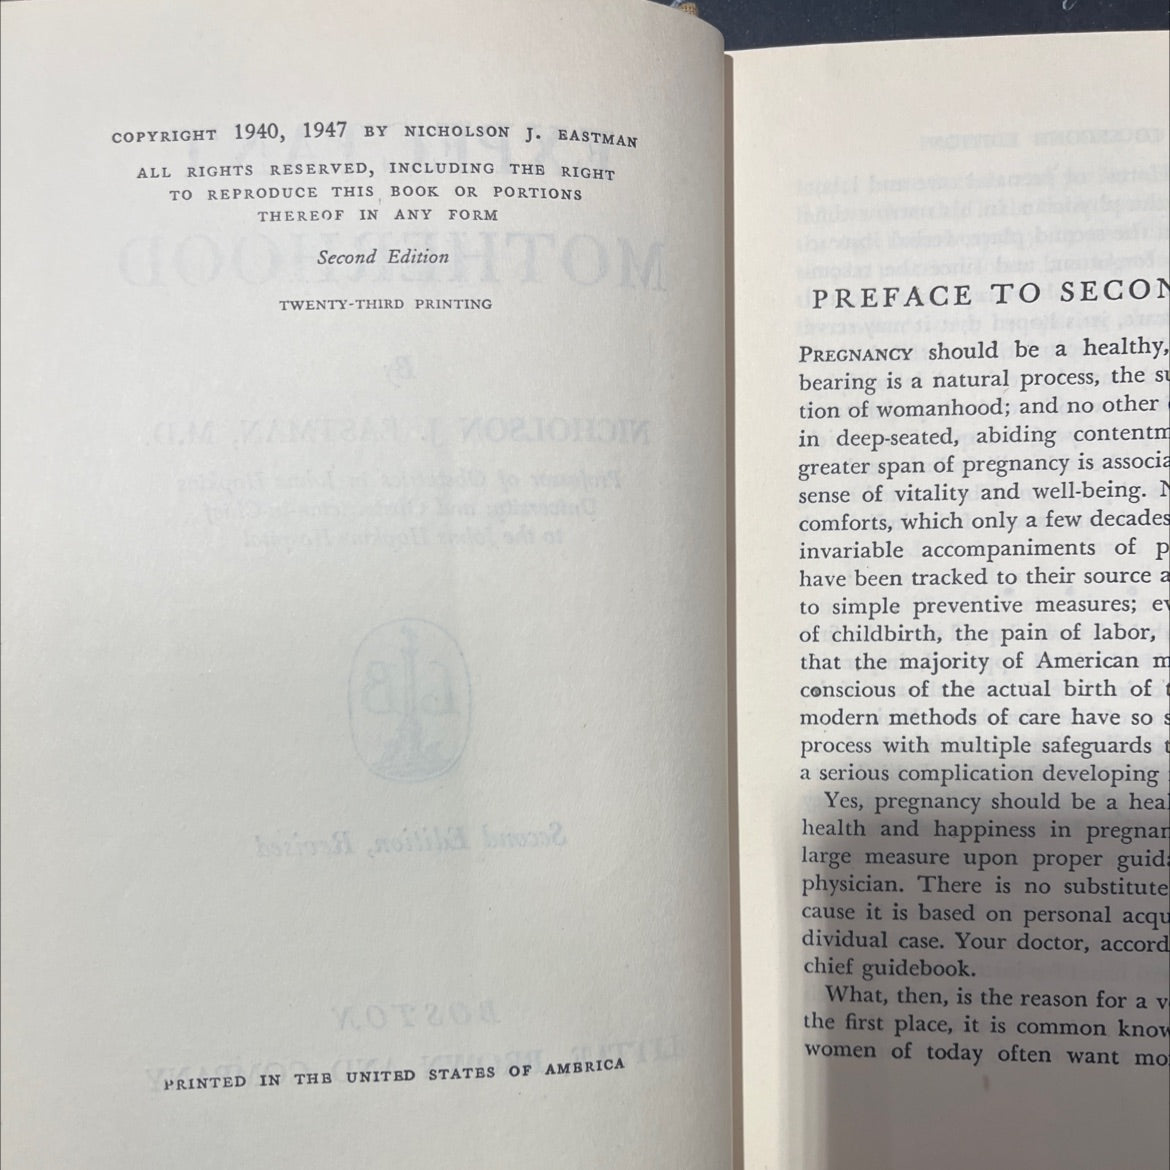 COPYRIGHT 1940, 1947 BY NICHOLSON J. EASTMAN
ALL RIGHTS RESERVED, INCLUDING THE RIGHT
TO REPRODUCE THIS BOOK OR PORTIONS
THEREOF IN ANY FORM
Second Edition
TWENTY-THIRD PRINTING
PRINTED IN THE UNITED STATES OF AMERICA
PREFACE TO SECON
PREGNANCY should be a healthy,
bearing is a natural process, the su
tion of womanhood; and no other
in deep-seated, abiding contentm
greater span of pregnancy is associa
sense of vitality and well-being. N
comforts, which only a few decades
invariable accompaniments of p
have been tracked to their source a
to simple preventive measures; ev
of childbirth, the pain of labor,
that the majority of American m
conscious of the actual birth of t
modern methods of care have so s
process with multiple safeguards t
a serious complication developing
Yes, pregnancy should be a heal
health and happiness in pregnan
large measure upon proper guida
physician. There is no substitute
cause it is based on personal acqu
dividual case. Your doctor, accord
chief guidebook.
What, then, is the reason for a v
the first place, it is common know
women of today often want mo